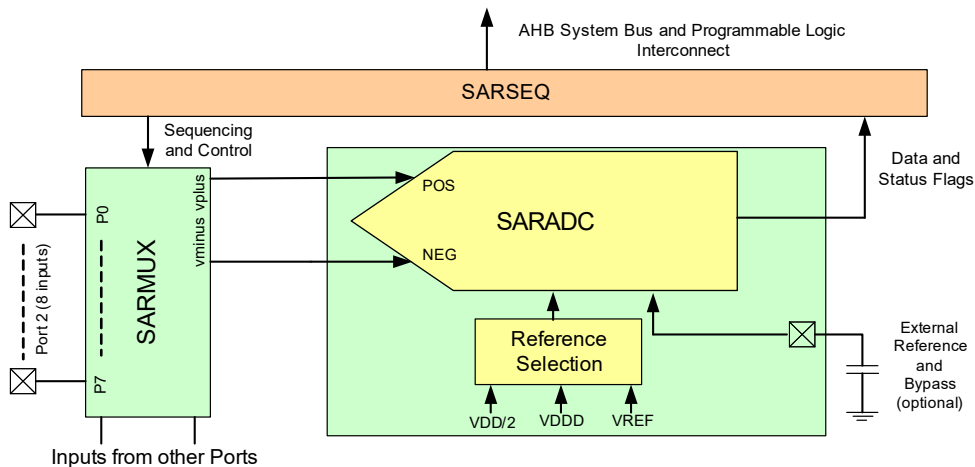 AHB System Bus and Programmable Logic
Interconnect
SARSEQ
Sequencing
and Control
Data and
Status Flags
vminus vplus
POS
P0
SARADC
SARMUX
Port 2 (8 inputs)
NEG
P7
Reference
Selection
External
Reference
and
Bypass
(optional)
VDD/2
VDDD
VREF
Inputs from other Ports